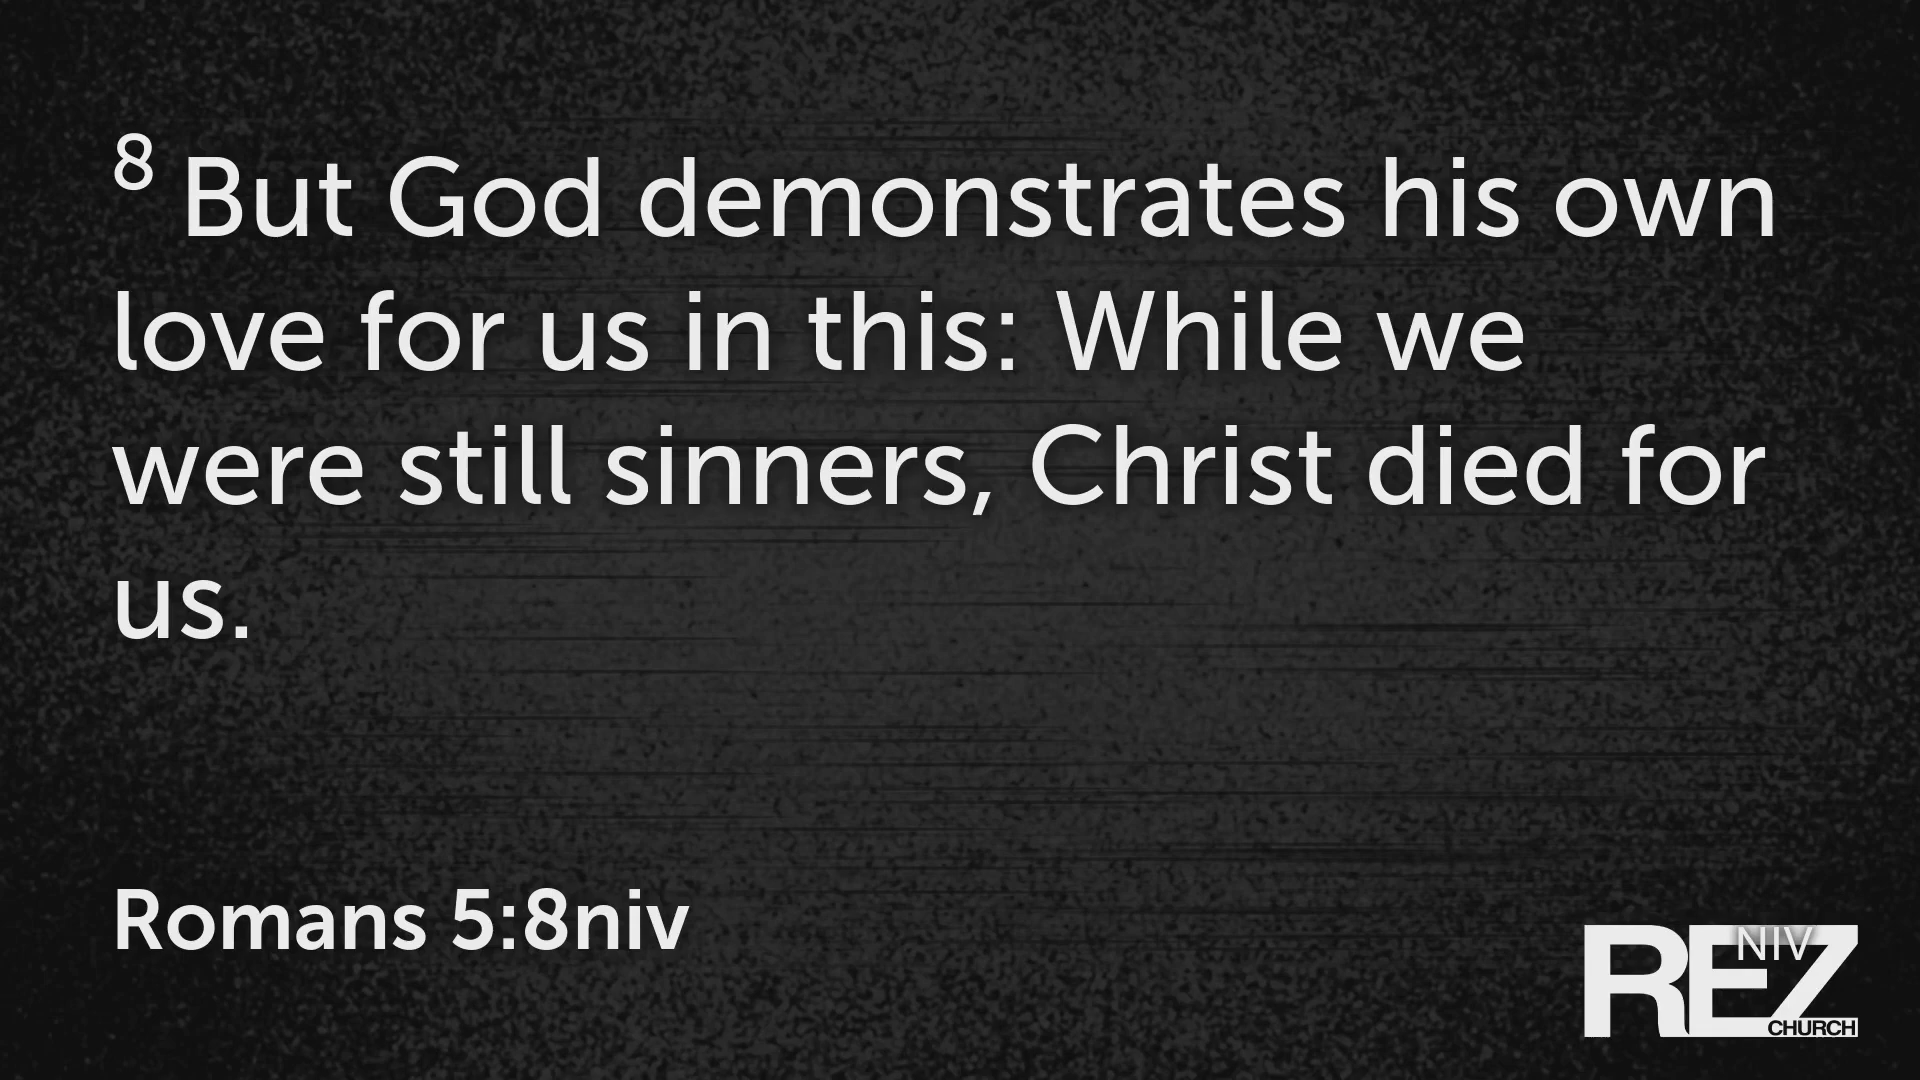 8 But God demonstrates his own
love for us in this: While we
were still sinners, Christ died for
us.
Romans 5:8niv
NIV
REZ
CHURCH